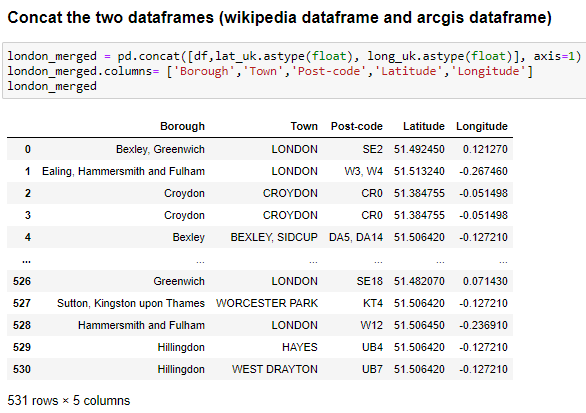 Concat the two dataframes (wikipedia dataframe and arcgis dataframe)
london_merged = pd.concat([df,lat_uk.astype(float), long_uk.astype(float)], axis=1)
london_merged.columns= ['Borough','Town','Post-code','Latitude','Longitude']
london_merged
Borough Town Post-code Latitude Longitude
0 Bexley, Greenwich LONDON SE2 51.492450 0.121270
1 Ealing, Hammersmith and Fulham LONDON W3, W4 51.513240 -0.267460
2 Croydon CROYDON CR0 51.384755 -0.051498
3 Croydon CROYDON CR0 51.384755 -0.051498
4 Bexley BEXLEY, SIDCUP DA5, DA14 51.506420 -0.127210
... ... ... ... ... ...
526 Greenwich LONDON SE18 51.482070 0.071430
527 Sutton, Kingston upon Thames WORCESTER PARK KT4 51.506420 -0.127210
528 Hammersmith and Fulham LONDON W12 51.506450 -0.236910
529 Hillingdon HAYES UB4 51.506420 -0.127210
530 Hillingdon WEST DRAYTON UB7 51.506420 -0.127210
531 rows × 5 columns